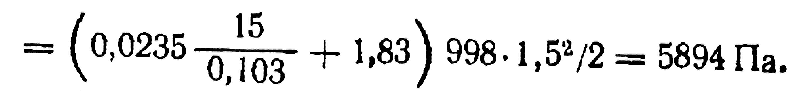 = (0,0235 15/0,103 + 1,83) 998·1,5²/2 = 5894 Па.